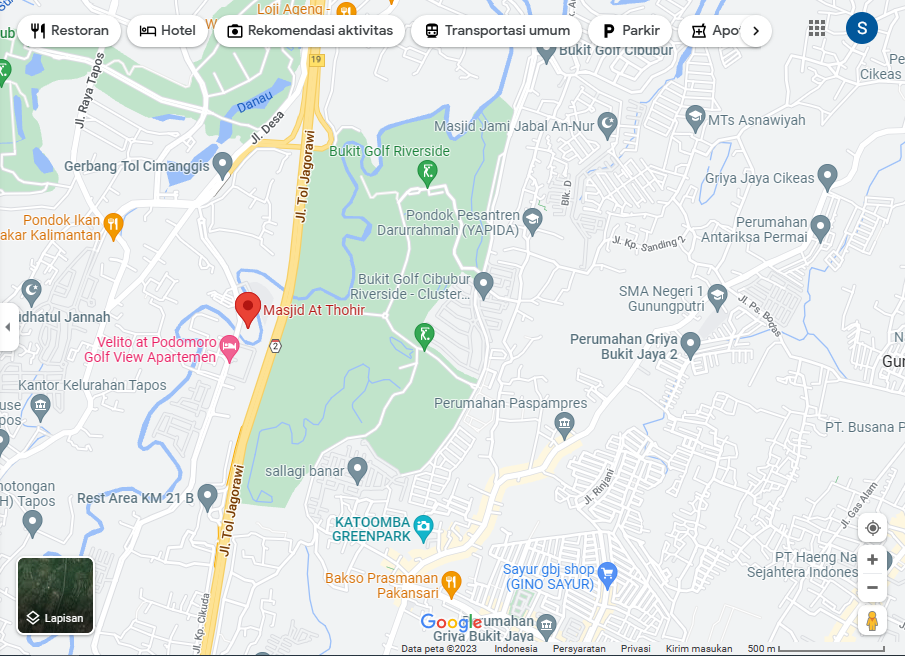 Loji Ageng -
Restoran
Hotel
Rekomendasi aktivitas
Transportasi umum
Parkir
Apo
S
19
Bukit Golf Cibubur
Cikeas
Jl. Raya Tapos
Danau
Jl. Desa
Masjid Jami Jabal An-Nur
MTs Asnawiyah
Gerbang Tol Cimanggis
Bukit Golf Riverside
Jl. Tol Jagorawi
Griya Jaya Cikeas
Blk. D
Pondok Ikan
akar Kalimantan
Pondok Pesantren
Darurrahmah (YAPIDA)
Perumahan
Antariksa Permai
Jl. Kp. Sanding 2
Bukit Golf Cibubur
Riverside - Cluster...
SMA Negeri 1
Gunungputri
Jl. Ps. Bodas
udhatul Jannah
Masjid At Thohir
Velito at Podomoro
Golf View Apartemen
2
Perumahan Griya
Bukit Jaya 2
Gun
Kantor Kelurahan Tapos
use
pos
Perumahan Paspampres
PT. Busana P
sallagi banar
Jl. Rinjani
Jl. Gas Alam
motongan
H) Tapos
Rest Area KM 21 B
Jl. Tol Jagorawi
KATOOMBA
GREENPARK
PT Haeng Na
Sejahtera Indones
Bakso Prasmanan
Pakansari
Sayur gbj shop
(GINO SAYUR)
Lapisan
Jl. Kp. Cikuda
Google
rumahan
Griya Bukit Jaya
Data peta ©2023
Indonesia
Persyaratan
Privasi
Kirim masukan
500 m